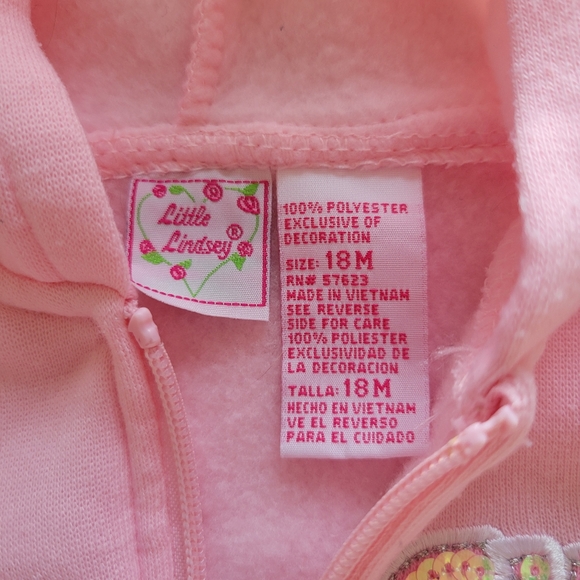 Little
Lindsey®
100% POLYESTER
EXCLUSIVE OF
DECORATION
SIZE: 18M
RN# 57623
MADE IN VIETNAM
SEE REVERSE
SIDE FOR CARE
100% POLIESTER
EXCLUSIVIDAD DE
LA DECORACION
TALLA: 18M
HECHO EN VIETNAM
VE EL REVERSO
PARA EL CUIDADO